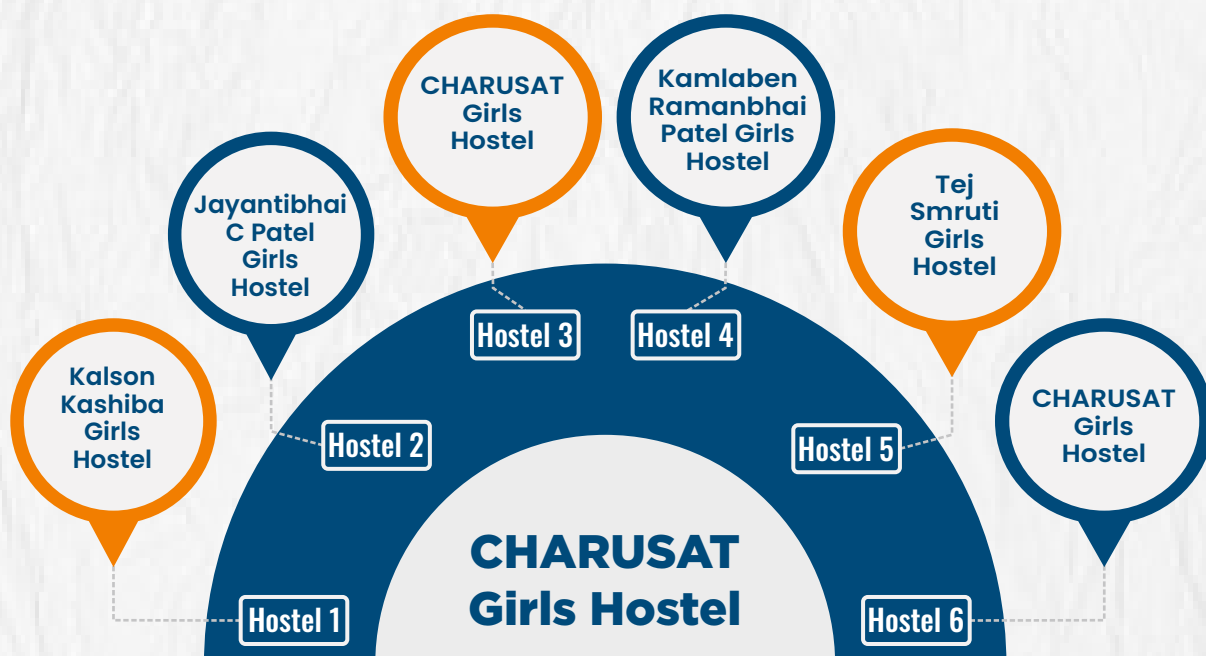 Kalson
Kashiba
Girls
Hostel
Hostel 1
Jayantibhai
C Patel
Girls
Hostel
Hostel 2
CHARUSAT
Girls
Hostel
Hostel 3
Kamlaben
Ramanbhai
Patel Girls
Hostel
Hostel 4
Tej
Smruti
Girls
Hostel
Hostel 5
CHARUSAT
Girls
Hostel
Hostel 6
CHARUSAT
Girls Hostel